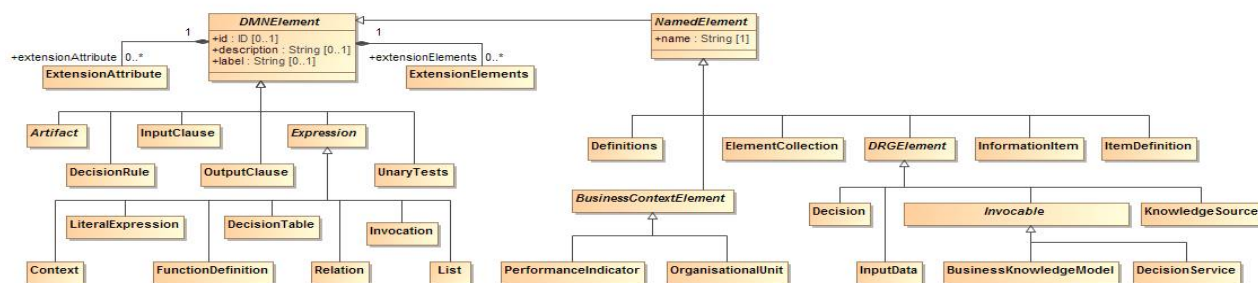 DMNElement
+id : ID [0..1]
+description : String [0..1]
+label : String [0..1]
NamedElement
+name : String [1]
1
1
+extensionAttribute 0..*
+extensionElements 0..*
ExtensionAttribute
ExtensionElements
Artifact
InputClause
Expression
DecisionRule
OutputClause
UnaryTests
Definitions
ElementCollection
DRGElement
InformationItem
ItemDefinition
LiteralExpression
DecisionTable
Invocation
Context
FunctionDefinition
Relation
List
BusinessContextElement
PerformanceIndicator
OrganisationalUnit
Decision
Invocable
KnowledgeSource
InputData
BusinessKnowledgeModel
DecisionService